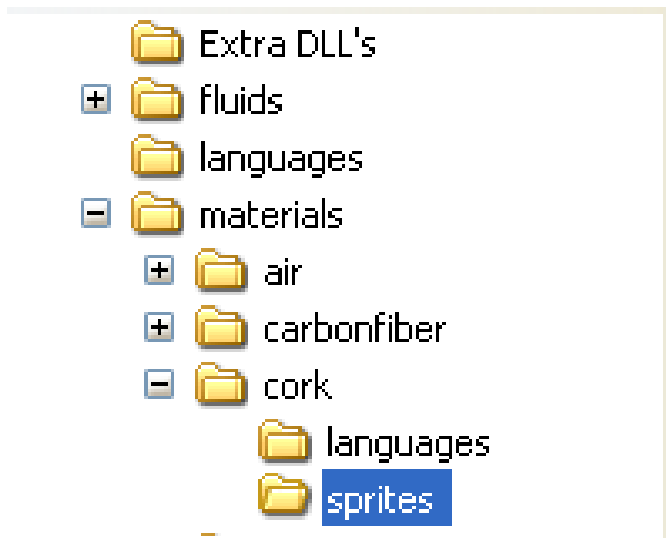 Extra DLL's
fluids
languages
materials
air
carbonfiber
cork
languages
sprites